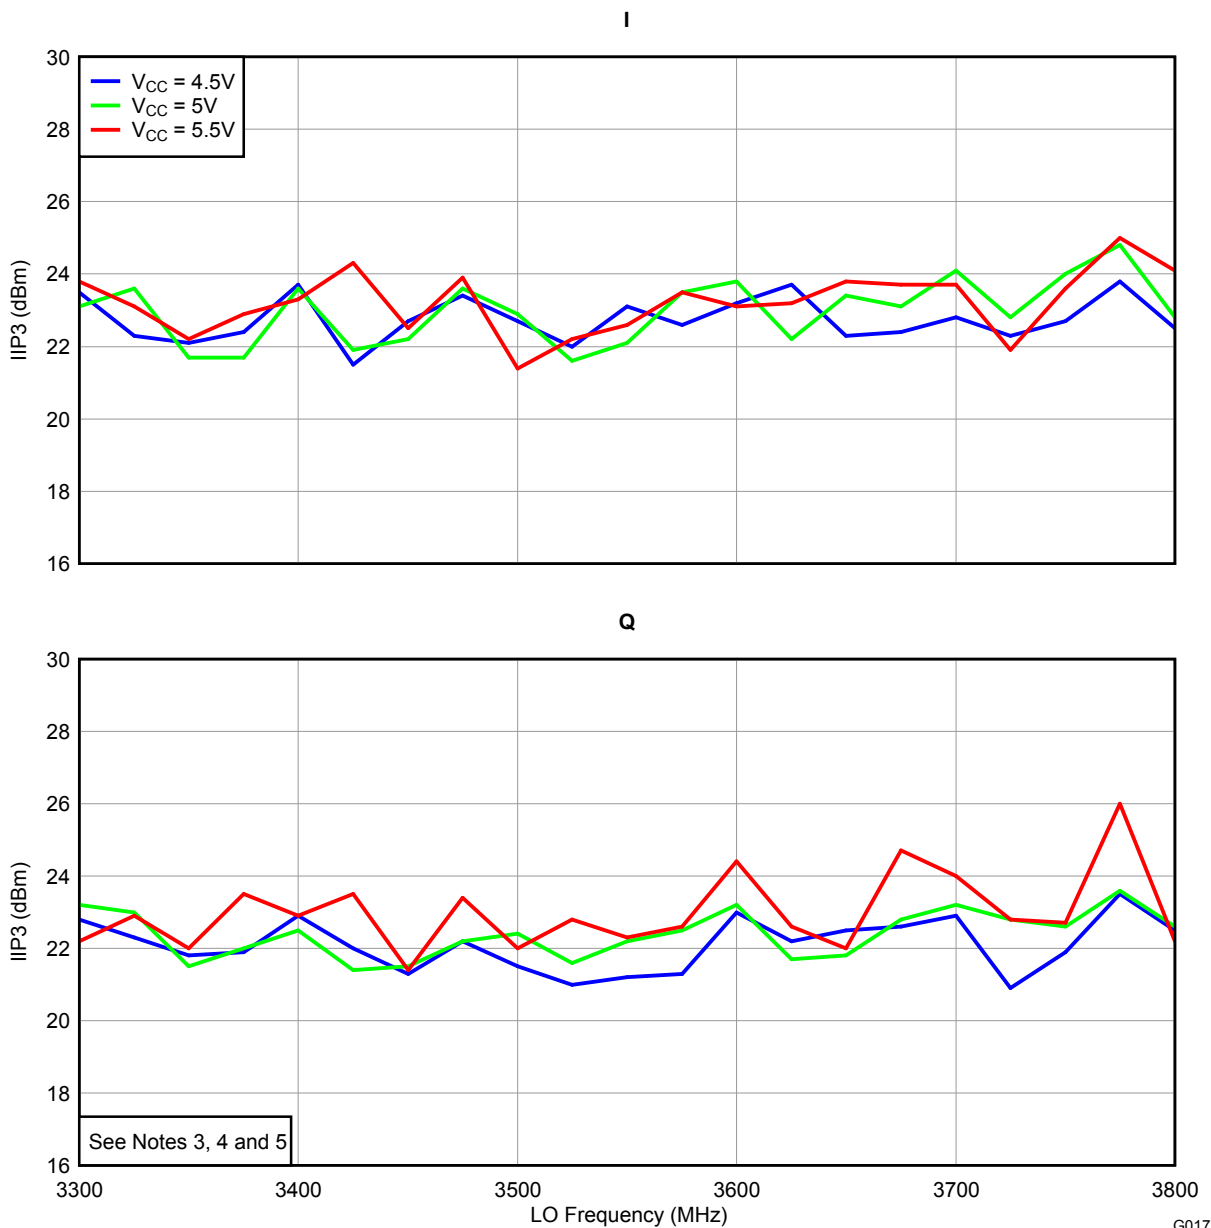 I
30
28
26
24
22
20
18
16
IIP3 (dBm)
VCC = 4.5V
VCC = 5V
VCC = 5.5V
Q
30
28
26
24
22
20
18
16
IIP3 (dBm)
See Notes 3, 4 and 5
3300 3400 3500 3600 3700 3800
LO Frequency (MHz)
G017